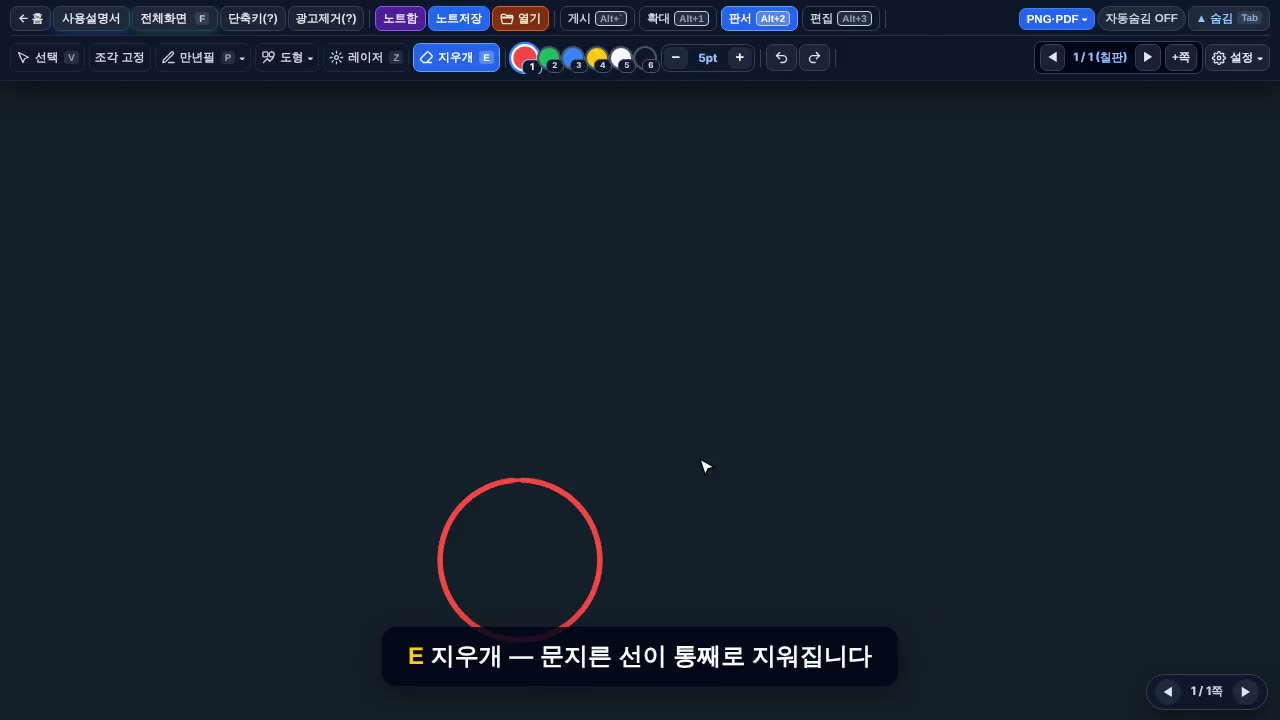 ← 홈 사용설명서 전체화면 F 단축키(?) 광고제거(?) 노트함 노트저장 열기 게시 Alt+` 확대 Alt+1 판서 Alt+2 편집 Alt+3 PNG·PDF 자동숨김 OFF ▲ 숨김 Tab
선택 V 조각 고정 만년필 P 도형 레이저 Z 지우개 E 1 2 3 4 5 6 − 5pt + ◀ 1 / 1 (칠판) ▶ +쪽 설정
E 지우개 — 문지른 선이 통째로 지워집니다
◀ 1 / 1쪽 ▶